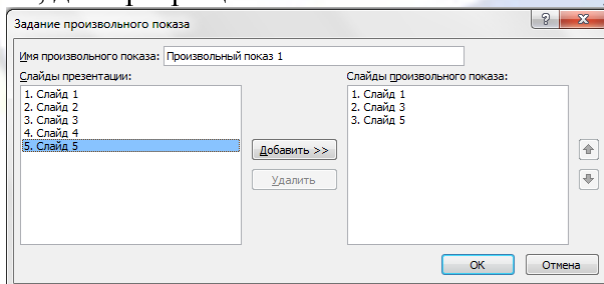 Задание произвольного показа
Имя произвольного показа: Произвольный показ 1
Слайды презентации:
1. Слайд 1
2. Слайд 2
3. Слайд 3
4. Слайд 4
5. Слайд 5
Добавить >>
Удалить
Слайды произвольного показа:
1. Слайд 1
2. Слайд 3
3. Слайд 5
ОК
Отмена